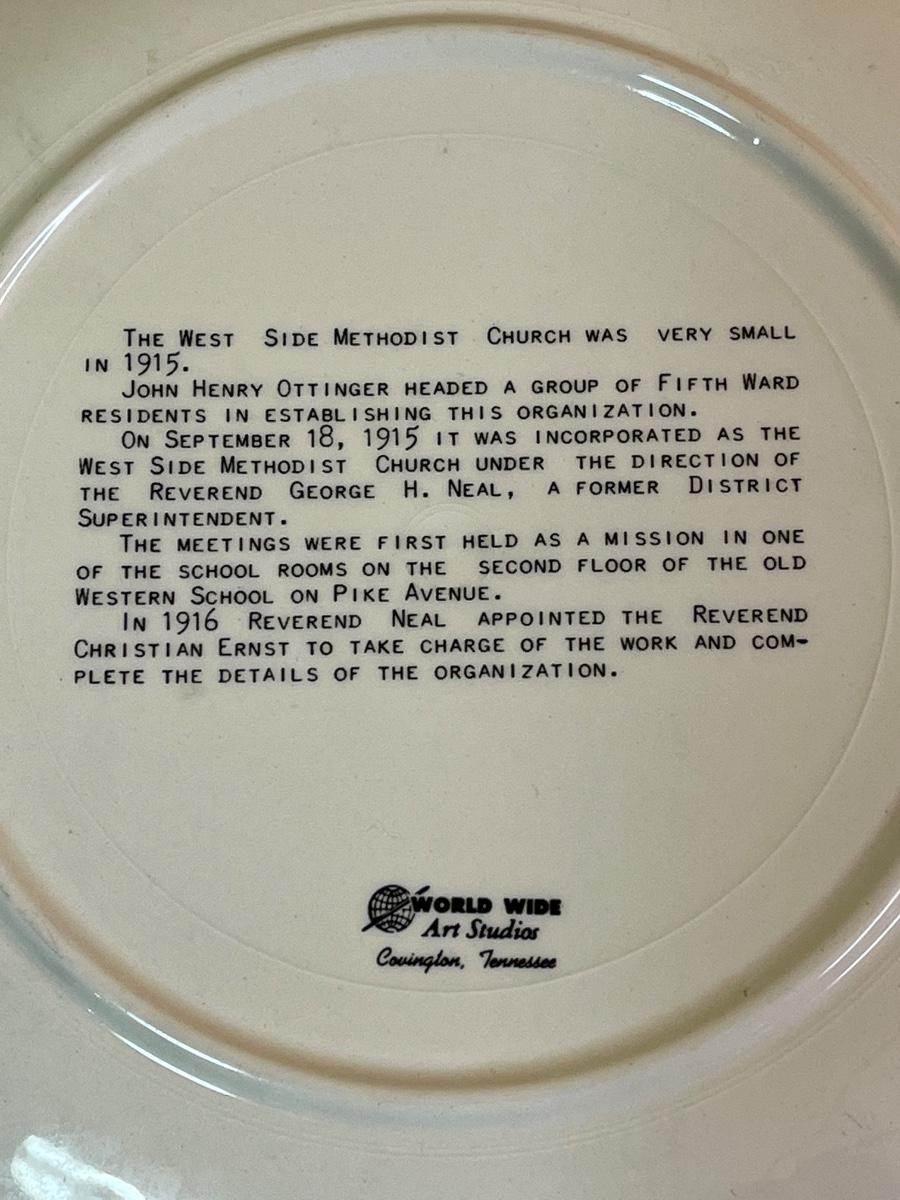 THE WEST SIDE METHODIST CHURCH WAS VERY SMALL
IN 1915.
JOHN HENRY OTTINGER HEADED A GROUP OF FIFTH WARD
RESIDENTS IN ESTABLISHING THIS ORGANIZATION.
ON SEPTEMBER 18, 1915 IT WAS INCORPORATED AS THE
WEST SIDE METHODIST CHURCH UNDER THE DIRECTION OF
THE REVEREND GEORGE H. NEAL, A FORMER DISTRICT
SUPERINTENDENT.
THE MEETINGS WERE FIRST HELD AS A MISSION IN ONE
OF THE SCHOOL ROOMS ON THE SECOND FLOOR OF THE OLD
WESTERN SCHOOL ON PIKE AVENUE.
IN 1916 REVEREND NEAL APPOINTED THE REVEREND
CHRISTIAN ERNST TO TAKE CHARGE OF THE WORK AND COM-
PLETE THE DETAILS OF THE ORGANIZATION.
WORLD WIDE
Art Studios
Covington, Tennessee